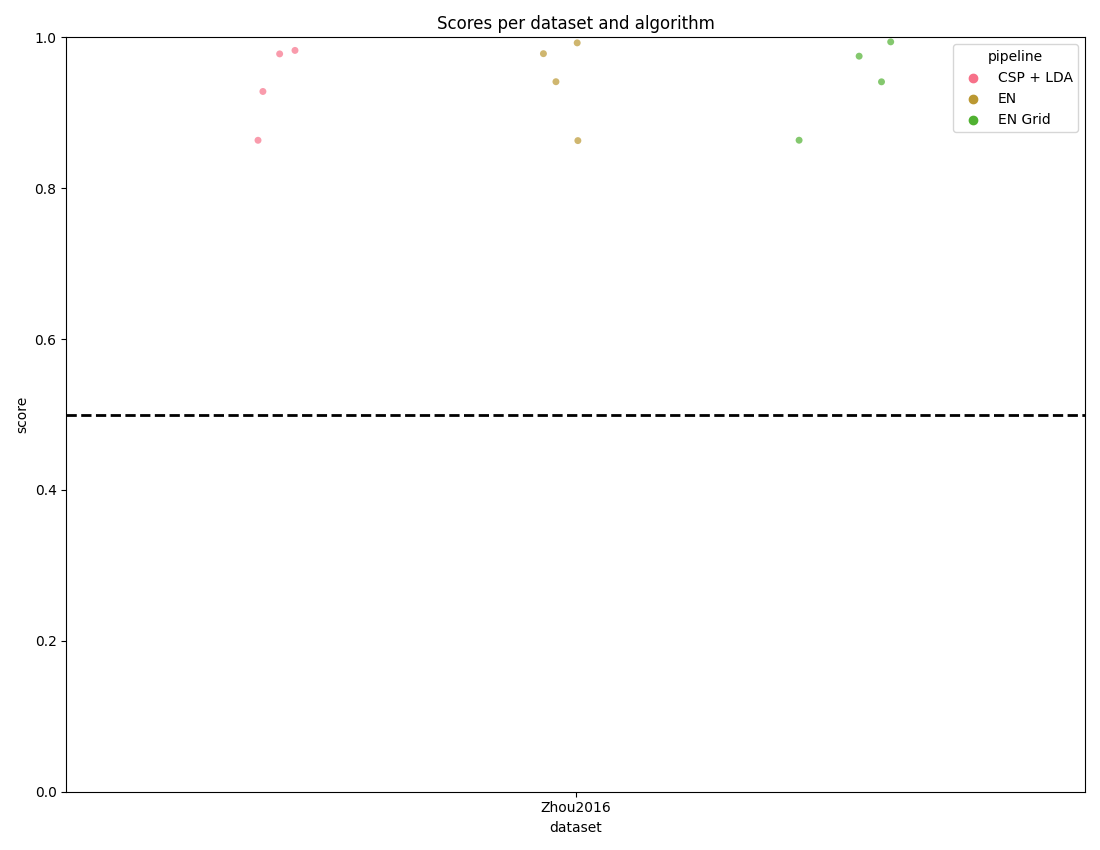 Scores per dataset and algorithm
pipeline
CSP + LDA
EN
EN Grid
1.0
0.8
0.6
0.4
0.2
0.0
score
Zhou2016
dataset